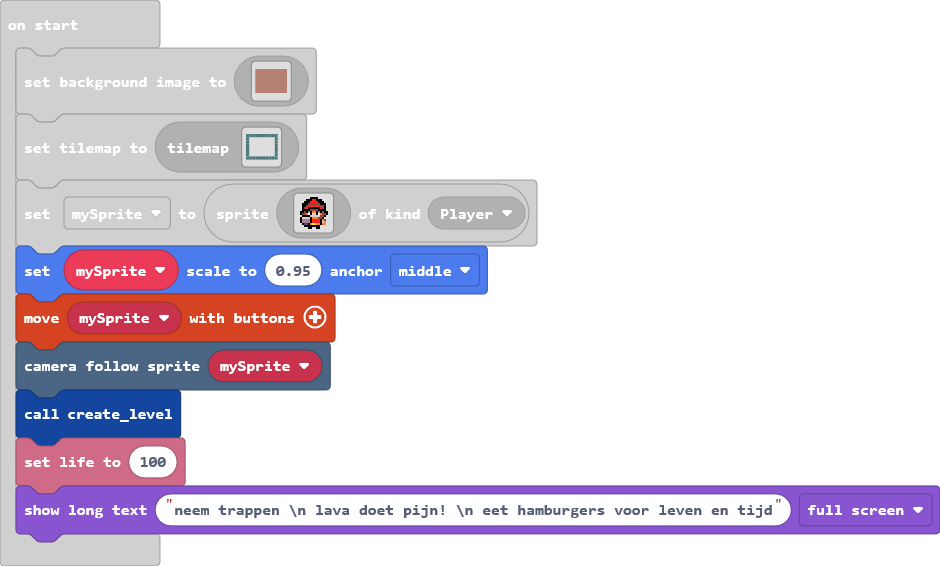 on start
set background image to
set tilemap to tilemap
set mySprite to sprite of kind Player
set mySprite scale to 0.95 anchor middle
move mySprite with buttons
camera follow sprite mySprite
call create_level
set life to 100
show long text "neem trappen \n lava doet pijn! \n eet hamburgers voor leven en tijd" full screen